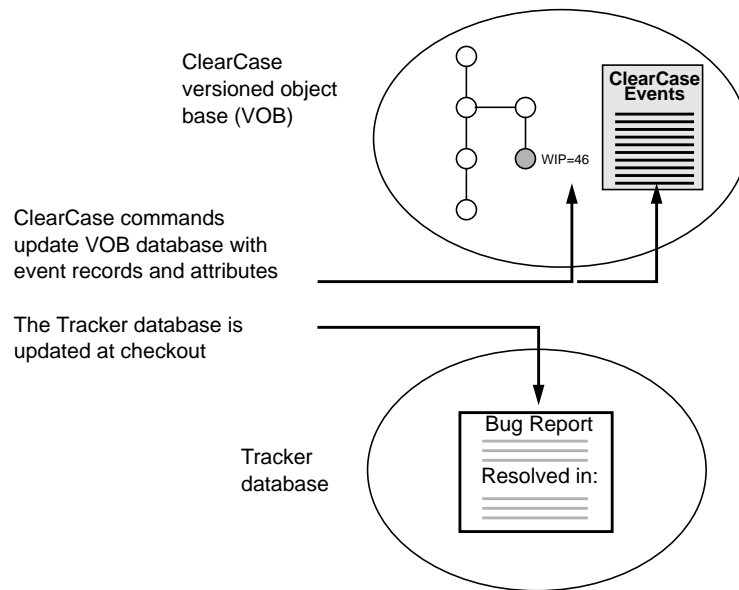 ClearCase
versioned object
base (VOB)
ClearCase
Events
WIP=46
ClearCase commands
update VOB database with
event records and attributes
The Tracker database is
updated at checkout
Bug Report
Resolved in:
Tracker
database